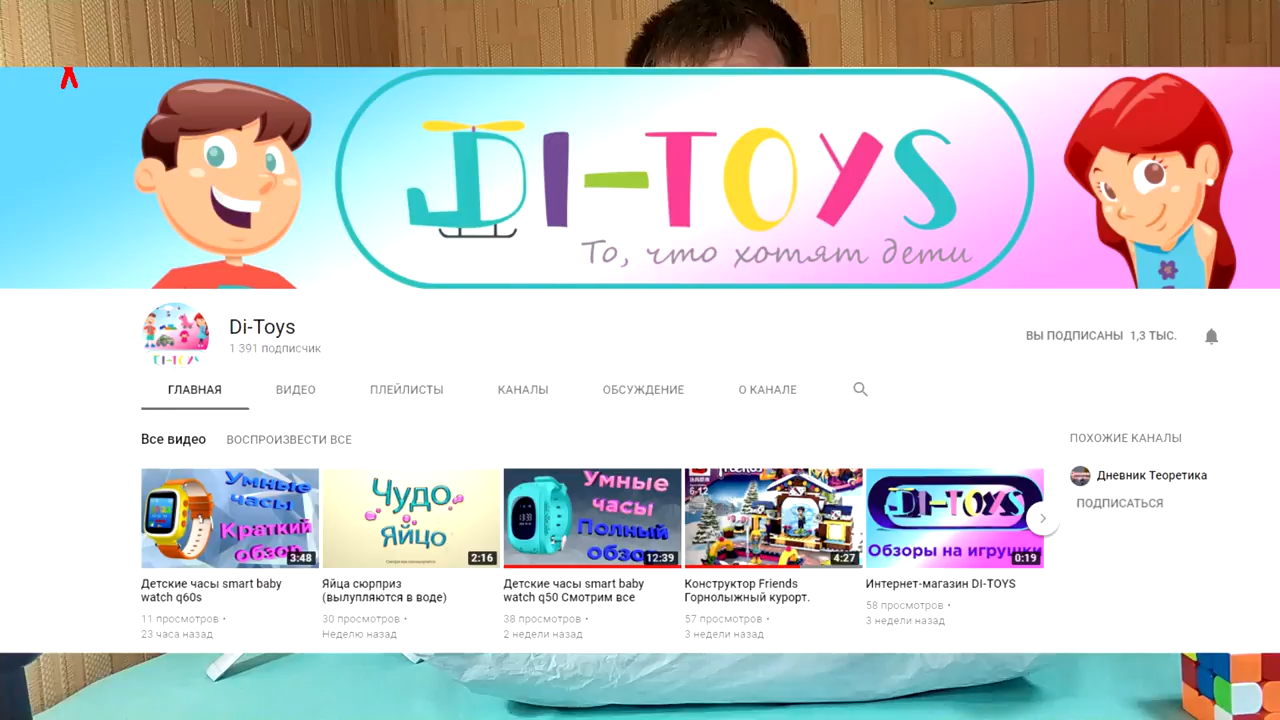 DI-TOYS
То, что хотят дети
Di-Toys
1 391 подписчик
ВЫ ПОДПИСАНЫ 1,3 ТЫС.
ГЛАВНАЯ ВИДЕО ПЛЕЙЛИСТЫ КАНАЛЫ ОБСУЖДЕНИЕ О КАНАЛЕ
Все видео ВОСПРОИЗВЕСТИ ВСЕ
ПОХОЖИЕ КАНАЛЫ
Дневник Теоретика
ПОДПИСАТЬСЯ
Умные
часы
Краткий
обзор
3:48
Чудо
Яйцо
2:16
Умные
часы
Полный
обзор
12:39
6-12
4:27
DI-TOYS
Обзоры на игрушки
0:19
Детские часы smart baby
watch q60s
11 просмотров •
23 часа назад
Яйца сюрприз
(вылупляются в воде)
30 просмотров •
Неделю назад
Детские часы smart baby
watch q50 Смотрим все
38 просмотров •
2 недели назад
Конструктор Friends
Горнолыжный курорт.
57 просмотров •
3 недели назад
Интернет-магазин DI-TOYS
58 просмотров •
3 недели назад